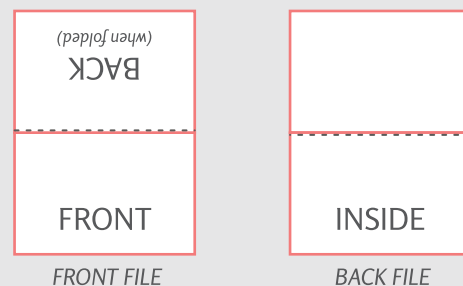 (when folded)
BACK
FRONT
INSIDE
FRONT FILE
BACK FILE